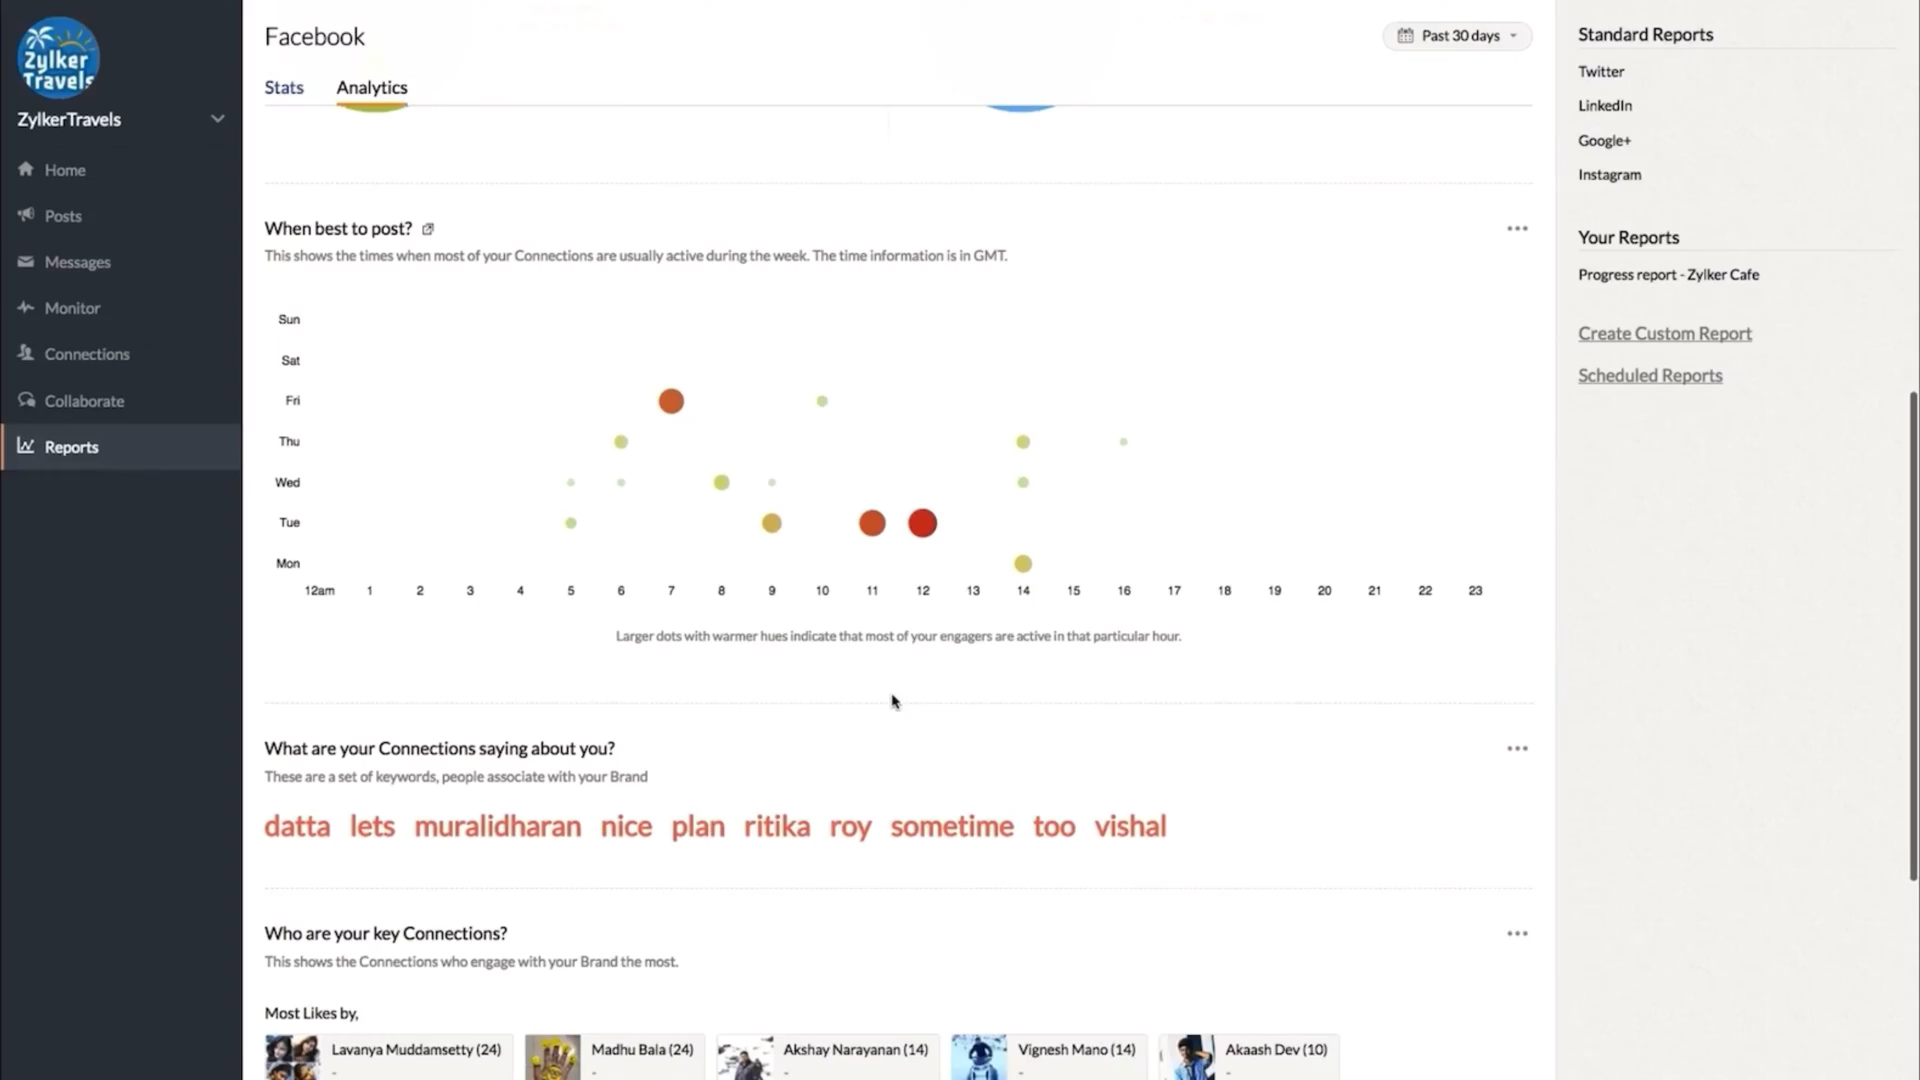 Zylker
Travels
ZylkerTravels
Home
Posts
Messages
Monitor
Connections
Collaborate
Reports
Facebook
Past 30 days
Stats Analytics
When best to post?
This shows the times when most of your Connections are usually active during the week. The time information is in GMT.
Sun
Sat
Fri
Thu
Wed
Tue
Mon
12am 1 2 3 4 5 6 7 8 9 10 11 12 13 14 15 16 17 18 19 20 21 22 23
Larger dots with warmer hues indicate that most of your engagers are active in that particular hour.
What are your Connections saying about you?
These are a set of keywords, people associate with your Brand
datta lets muralidharan nice plan ritika roy sometime too vishal
Who are your key Connections?
This shows the Connections who engage with your Brand the most.
Most Likes by,
Lavanya Muddamsetty (24) Madhu Bala (24) Akshay Narayanan (14) Vignesh Mano (14) Akaash Dev (10)
- - - - -
Standard Reports
Twitter
LinkedIn
Google+
Instagram
Your Reports
Progress report - Zylker Cafe
Create Custom Report
Scheduled Reports